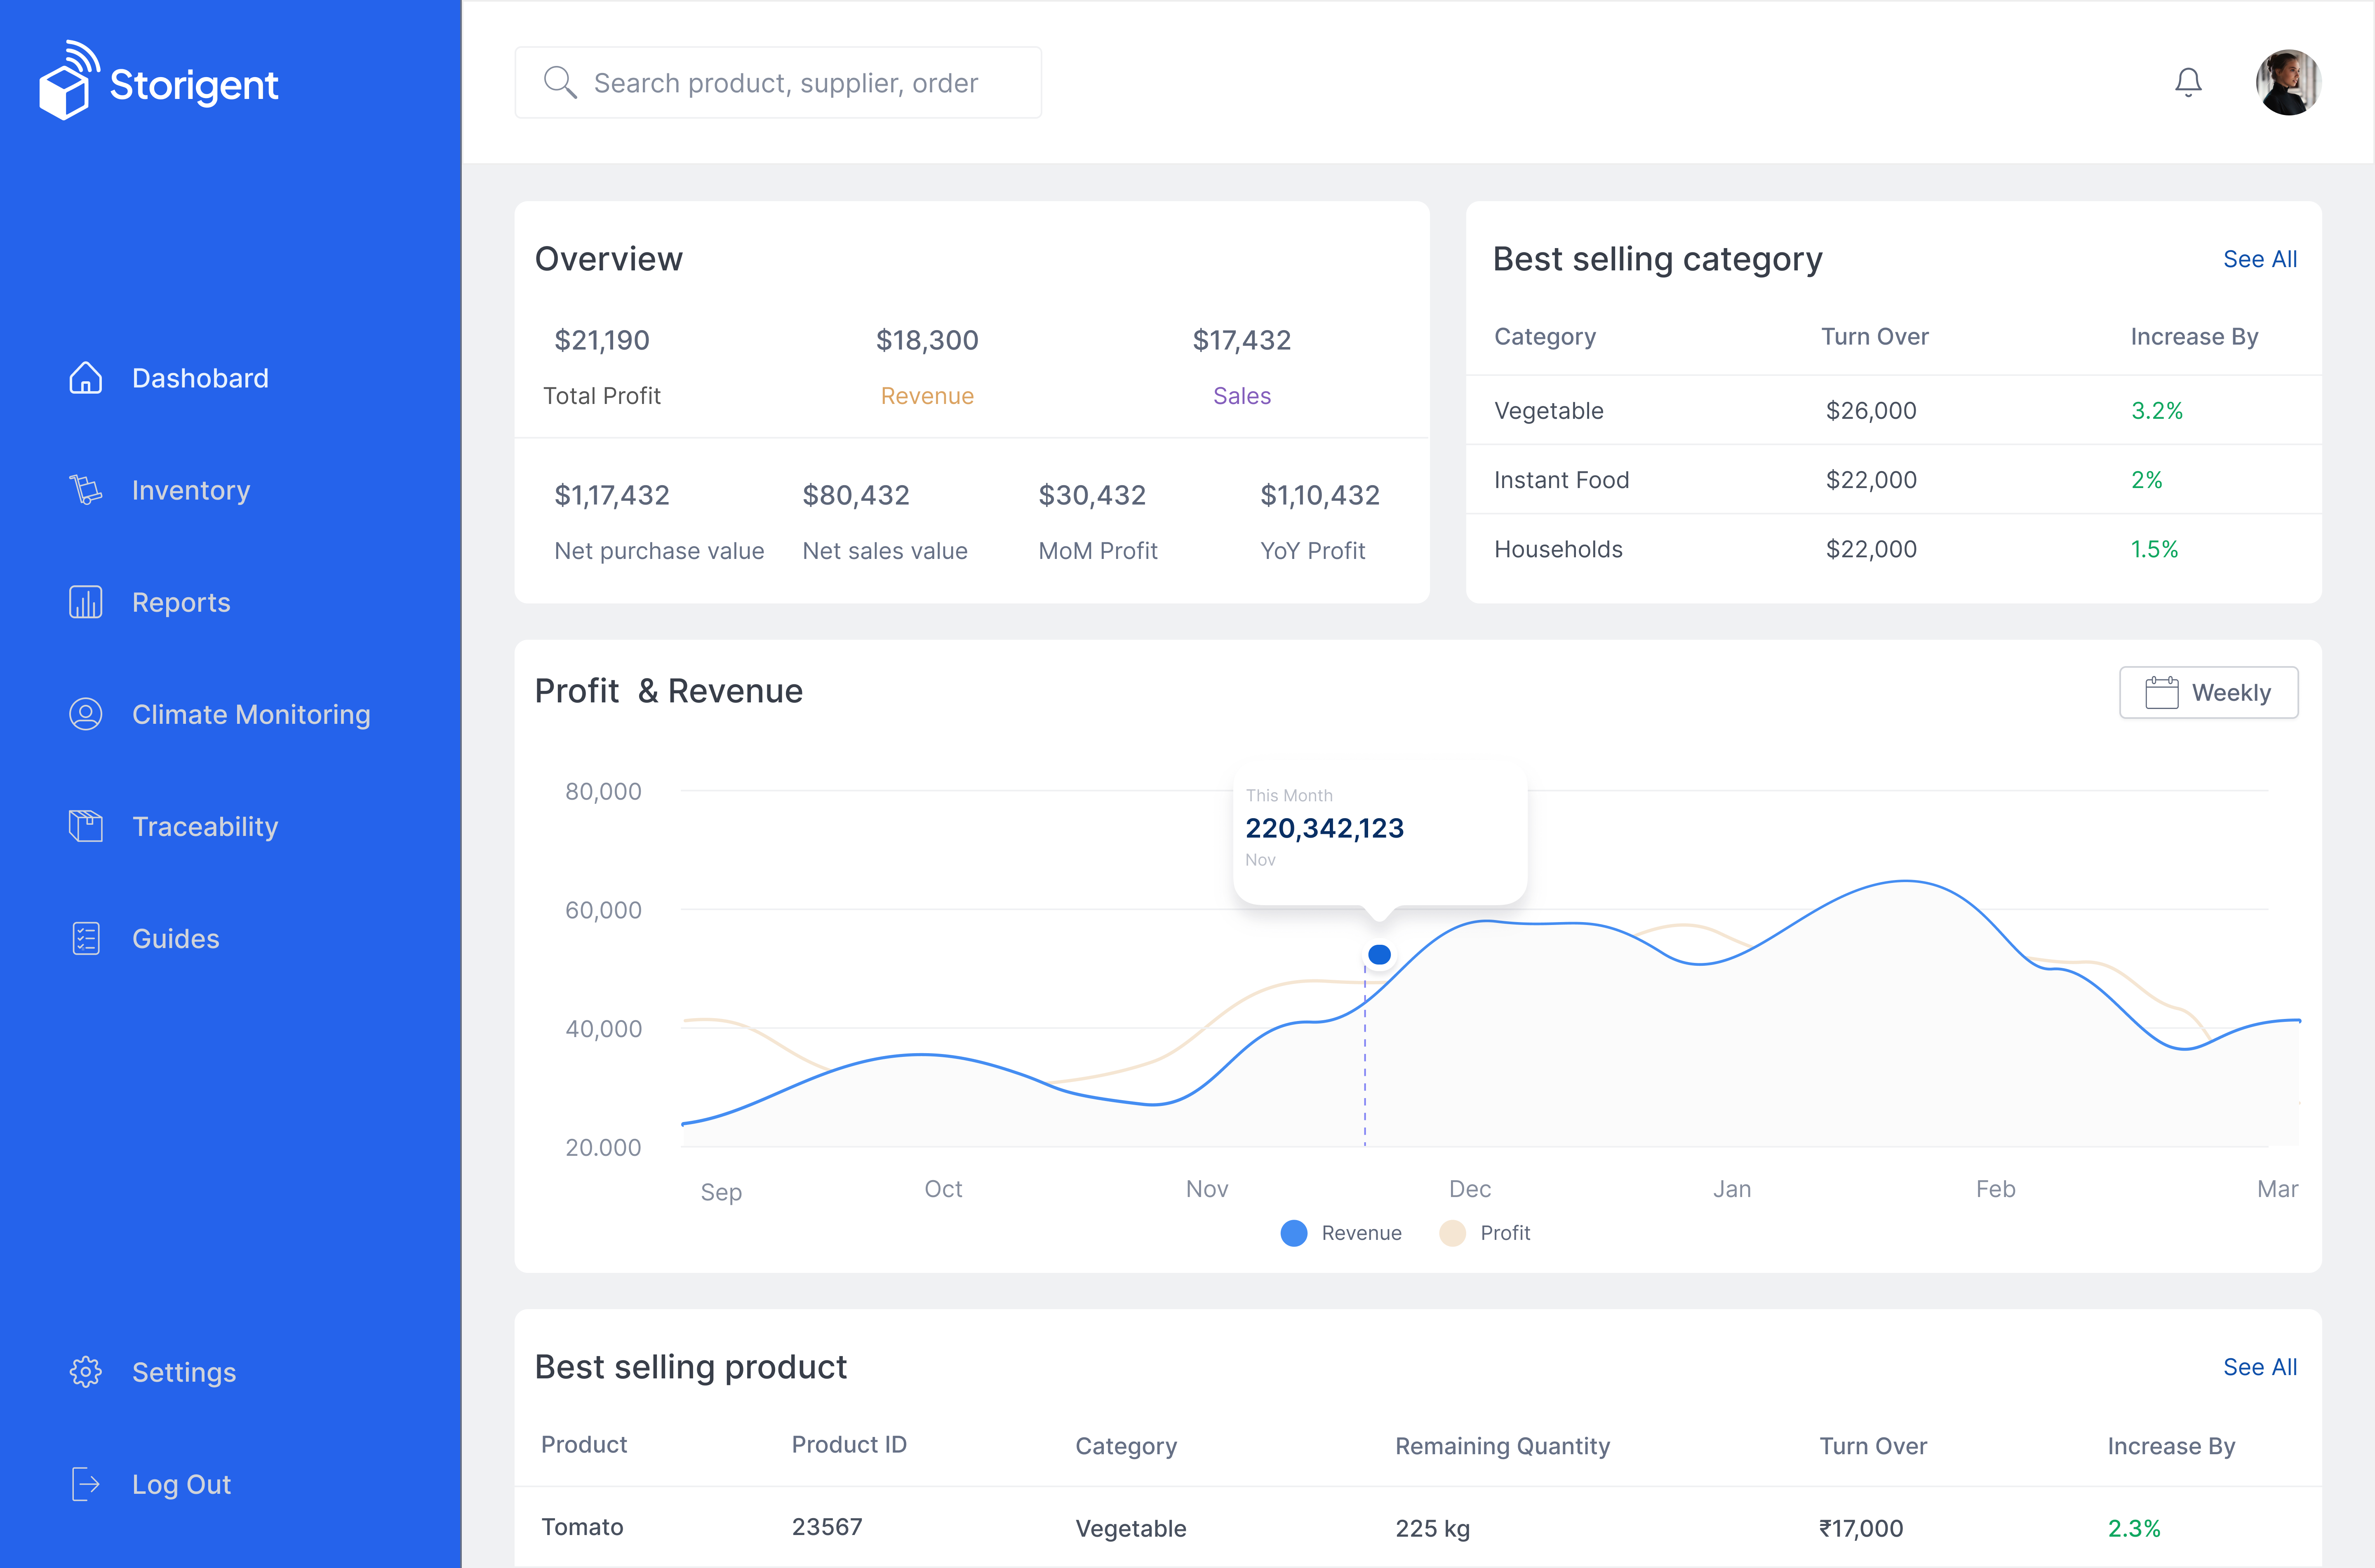 Storigent
Search product, supplier, order
Dashobard
Inventory
Reports
Climate Monitoring
Traceability
Guides
Settings
Log Out
Overview
$21,190 $18,300 $17,432
Total Profit Revenue Sales
$1,17,432 $80,432 $30,432 $1,10,432
Net purchase value Net sales value MoM Profit YoY Profit
Best selling category See All
Category Turn Over Increase By
Vegetable $26,000 3.2%
Instant Food $22,000 2%
Households $22,000 1.5%
Profit & Revenue Weekly
80,000
60,000
40,000
20.000
This Month
220,342,123
Nov
Sep Oct Nov Dec Jan Feb Mar
Revenue Profit
Best selling product See All
Product Product ID Category Remaining Quantity Turn Over Increase By
Tomato 23567 Vegetable 225 kg ₹17,000 2.3%